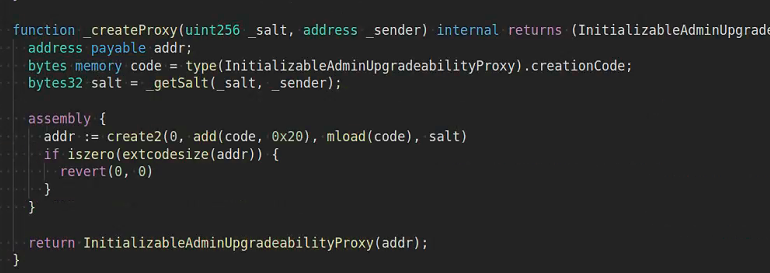 function _createProxy(uint256 _salt, address _sender) internal returns (InitializableAdminUpgrade
address payable addr;
bytes memory code = type(InitializableAdminUpgradeabilityProxy).creationCode;
bytes32 salt = _getSalt(_salt, _sender);
assembly {
addr := create2(0, add(code, 0x20), mload(code), salt)
if iszero(extcodesize(addr)) {
revert(0, 0)
}
}
return InitializableAdminUpgradeabilityProxy(addr);
}